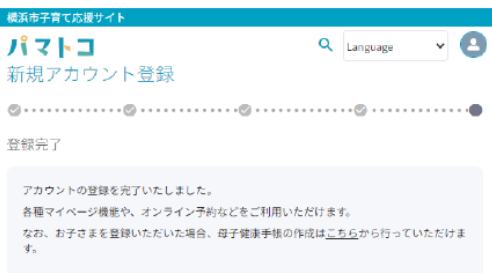 横浜市子育て応援サイト
パマトコ
Language
新規アカウント登録
登録完了
アカウントの登録を完了いたしました。
各種マイページ機能や、オンライン予約などをご利用いただけます。
なお、お子さまを登録いただいた場合、母子健康手帳の作成はこちらから行っていただけま
す。